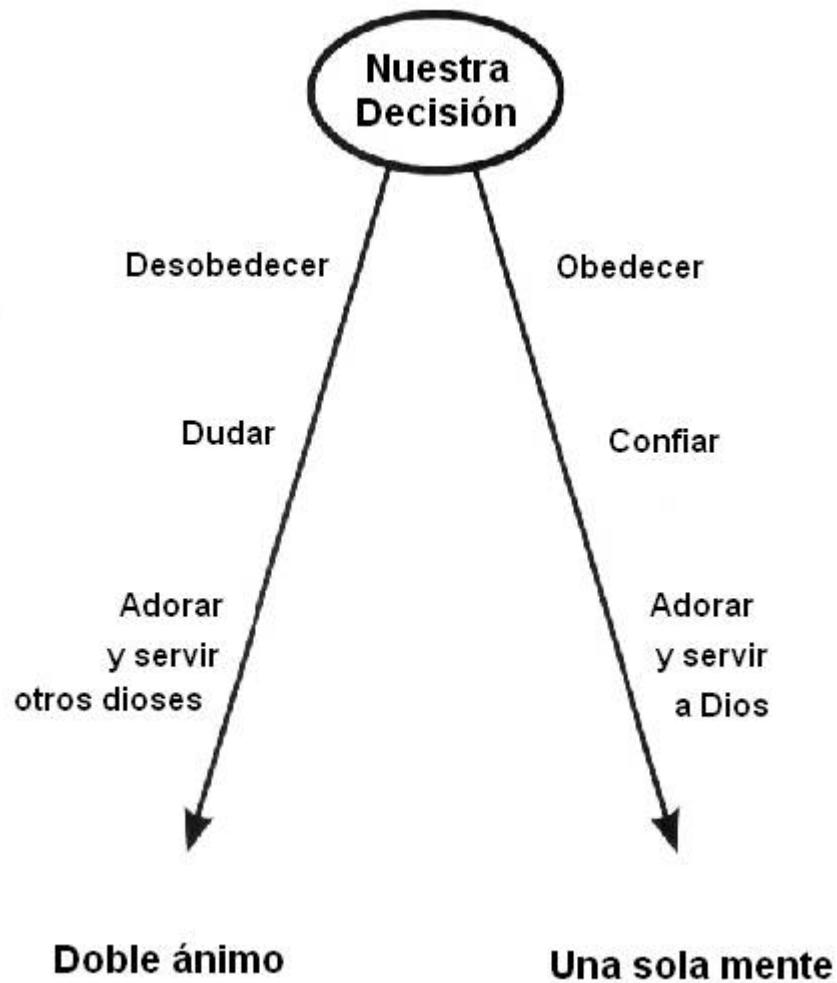 Nuestra
Decisión
Desobedecer
Obedecer
Dudar
Confiar
Adorar
y servir
otros dioses
Adorar
y servir
a Dios
Doble ánimo
Una sola mente